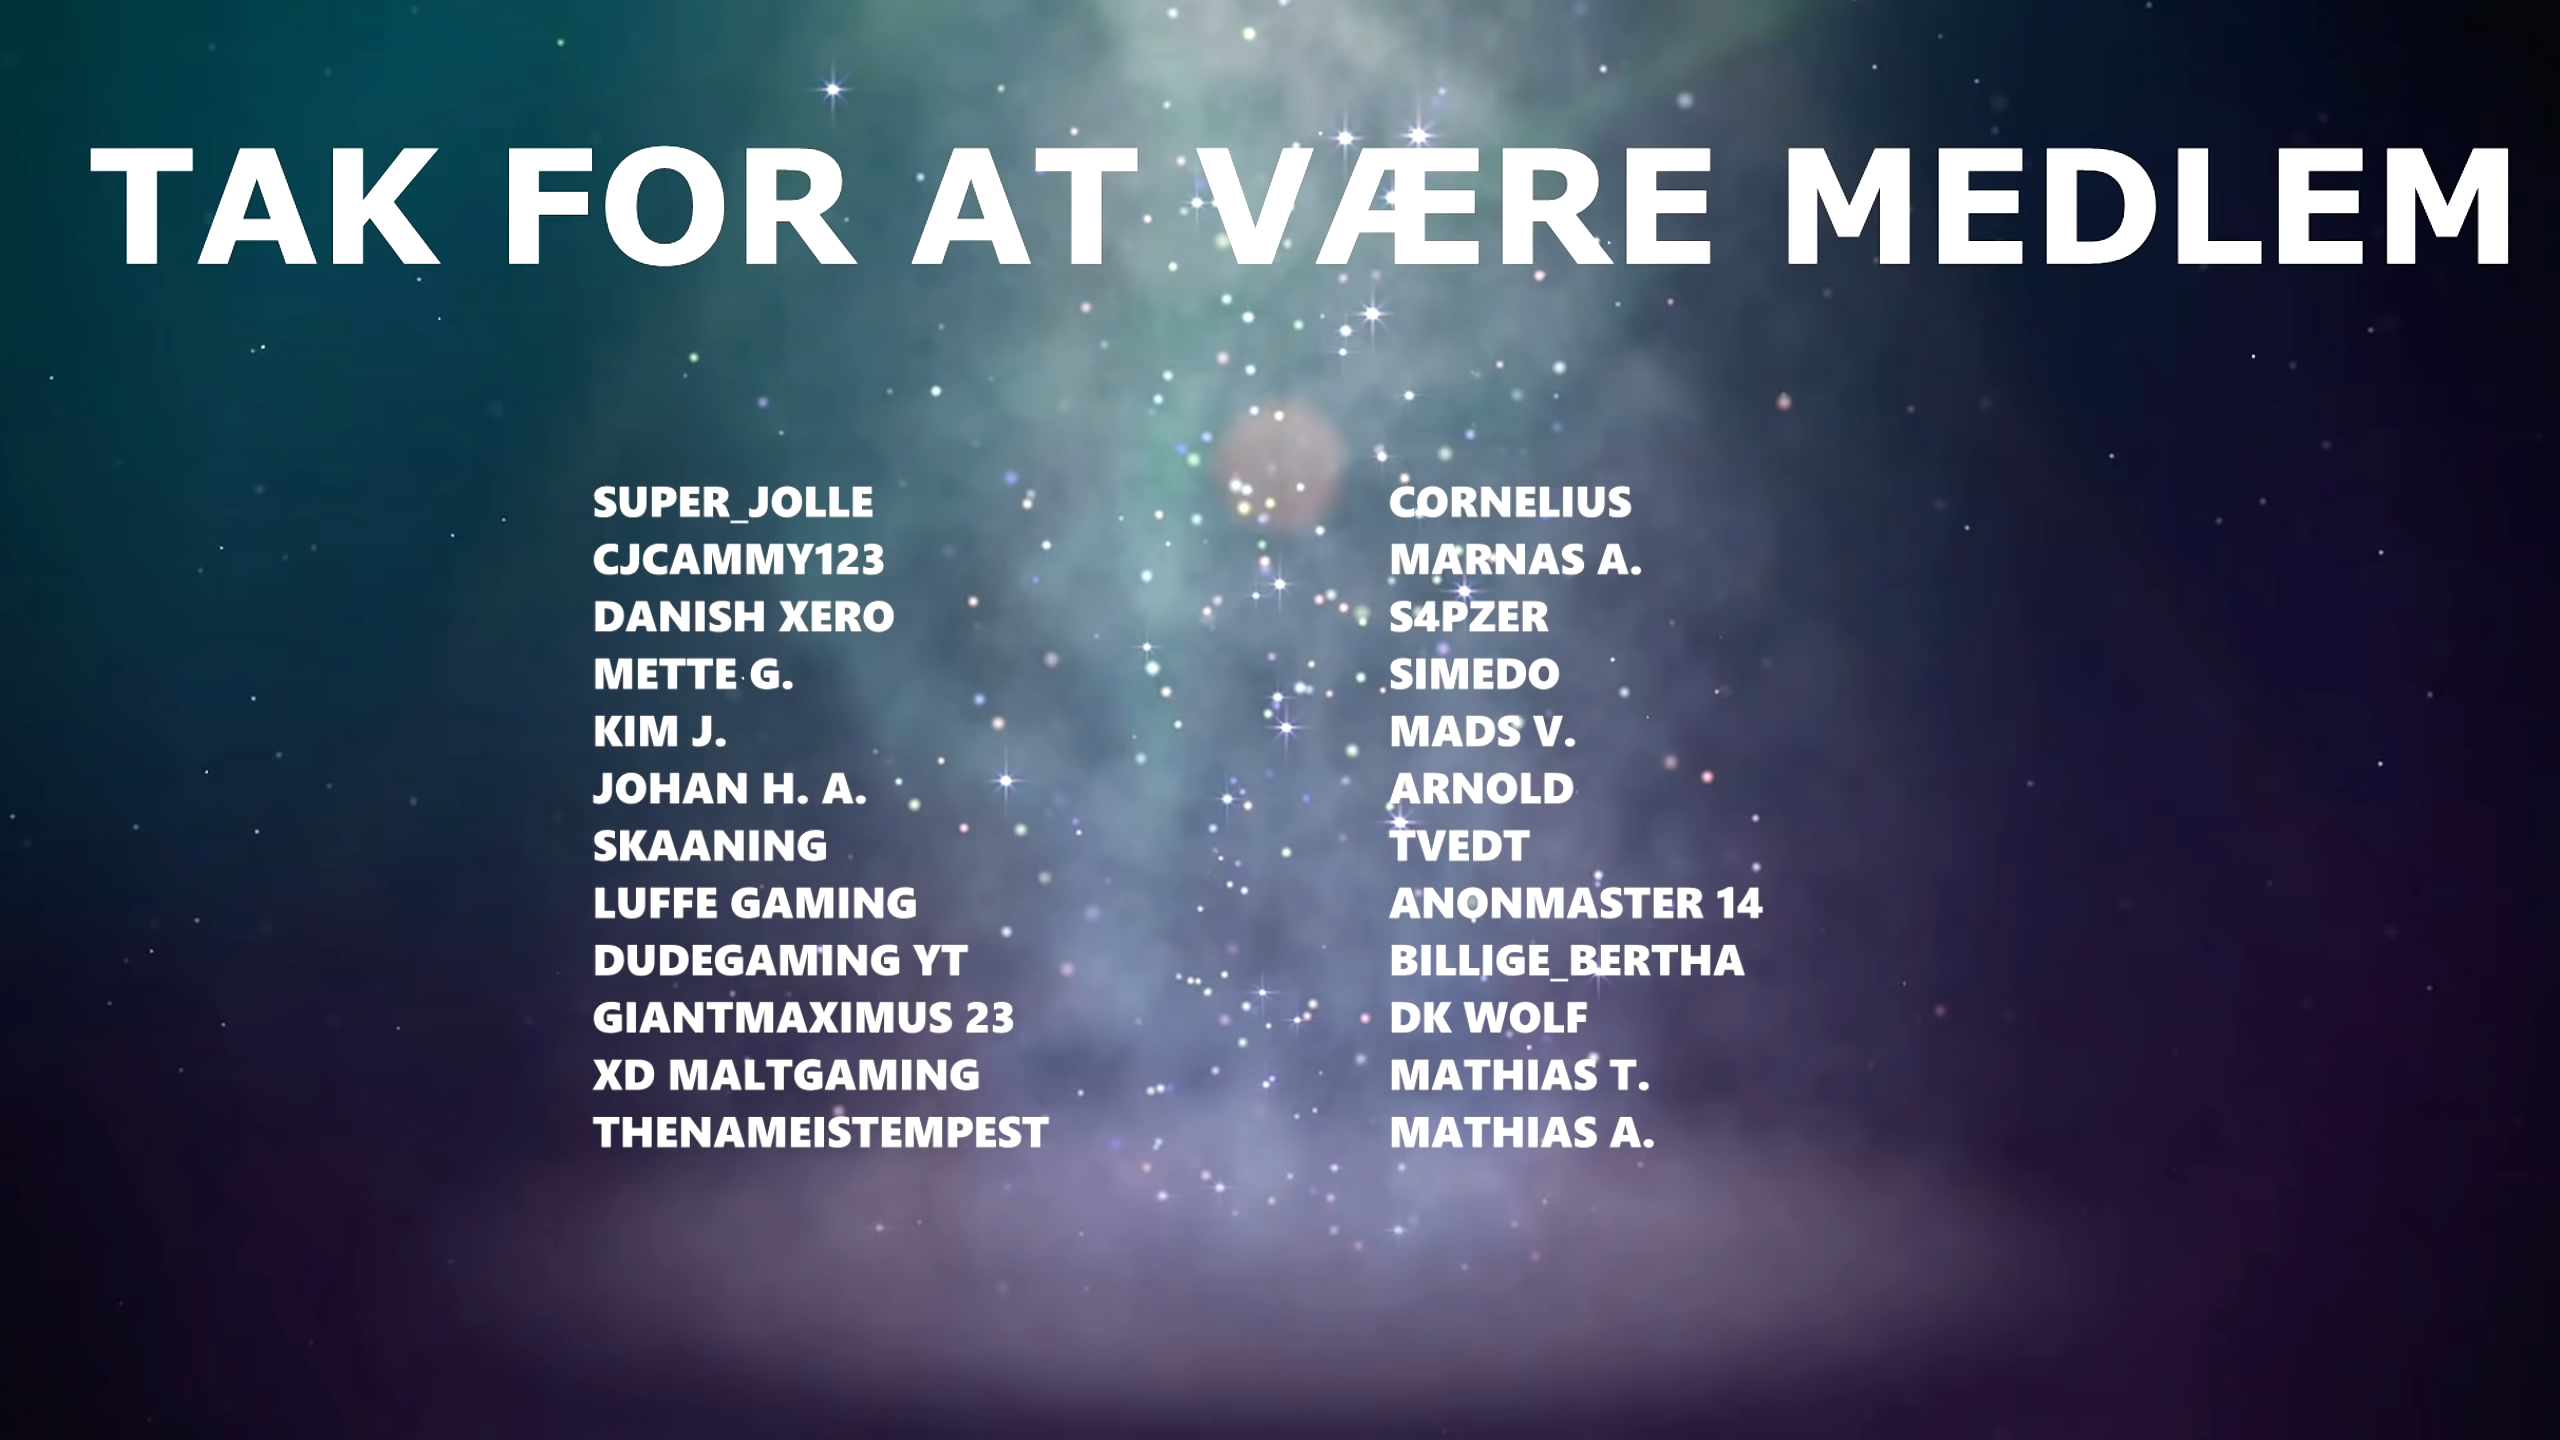 TAK FOR AT VÆRE MEDLEM
SUPER_JOLLE
CJCAMMY123
DANISH XERO
METTE G.
KIM J.
JOHAN H. A.
SKAANING
LUFFE GAMING
DUDEGAMING YT
GIANTMAXIMUS 23
XD MALTGAMING
THENAMEISTEMPEST
CORNELIUS
MARNAS A.
S4PZER
SIMEDO
MADS V.
ARNOLD
TVEDT
ANONMASTER 14
BILLIGE_BERTHA
DK WOLF
MATHIAS T.
MATHIAS A.